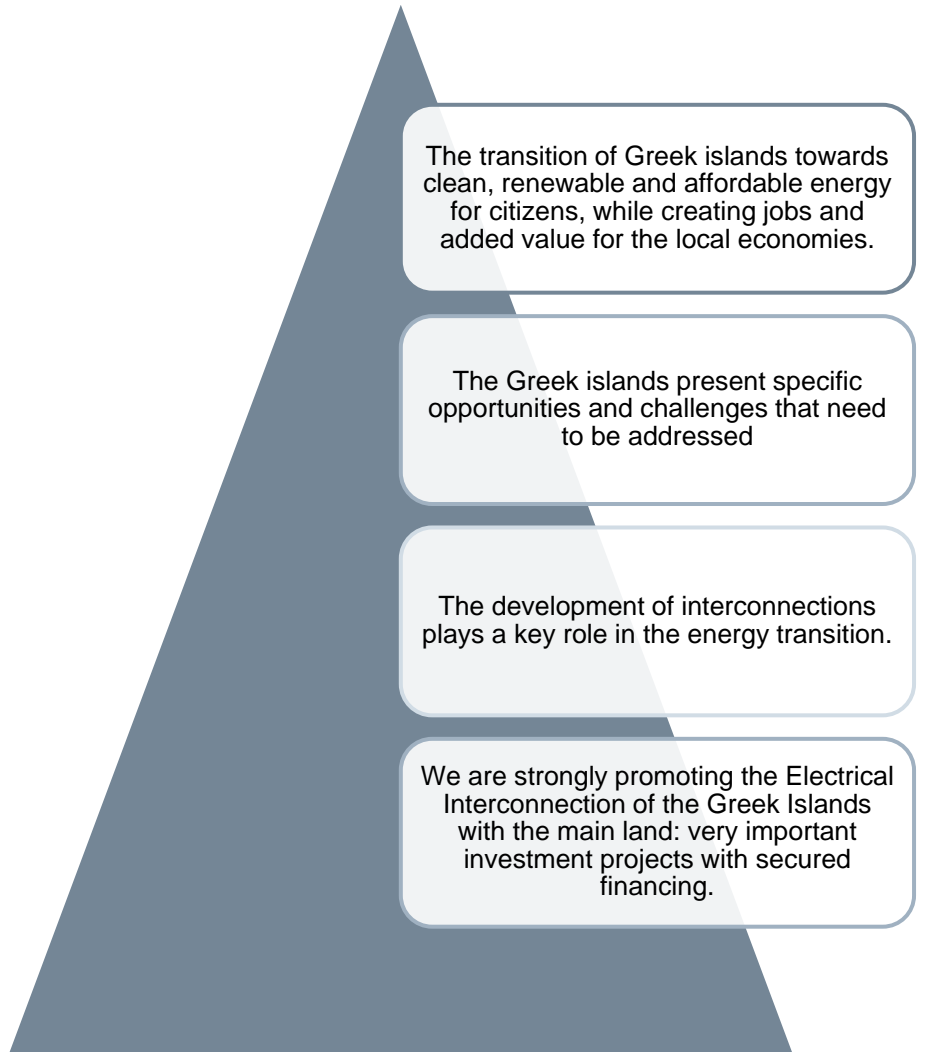 The transition of Greek islands towards
clean, renewable and affordable energy
for citizens, while creating jobs and
added value for the local economies.
The Greek islands present specific
opportunities and challenges that need
to be addressed
The development of interconnections
plays a key role in the energy transition.
We are strongly promoting the Electrical
Interconnection of the Greek Islands
with the main land: very important
investment projects with secured
financing.